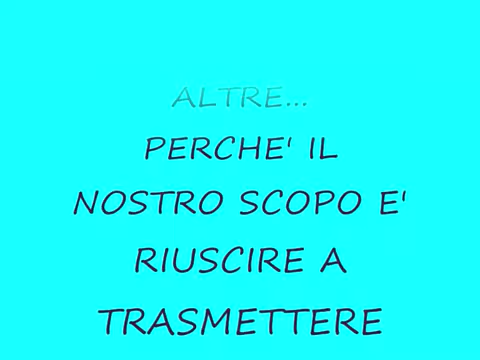 ALTRE...
PERCHE' IL
NOSTRO SCOPO E'
RIUSCIRE A
TRASMETTERE